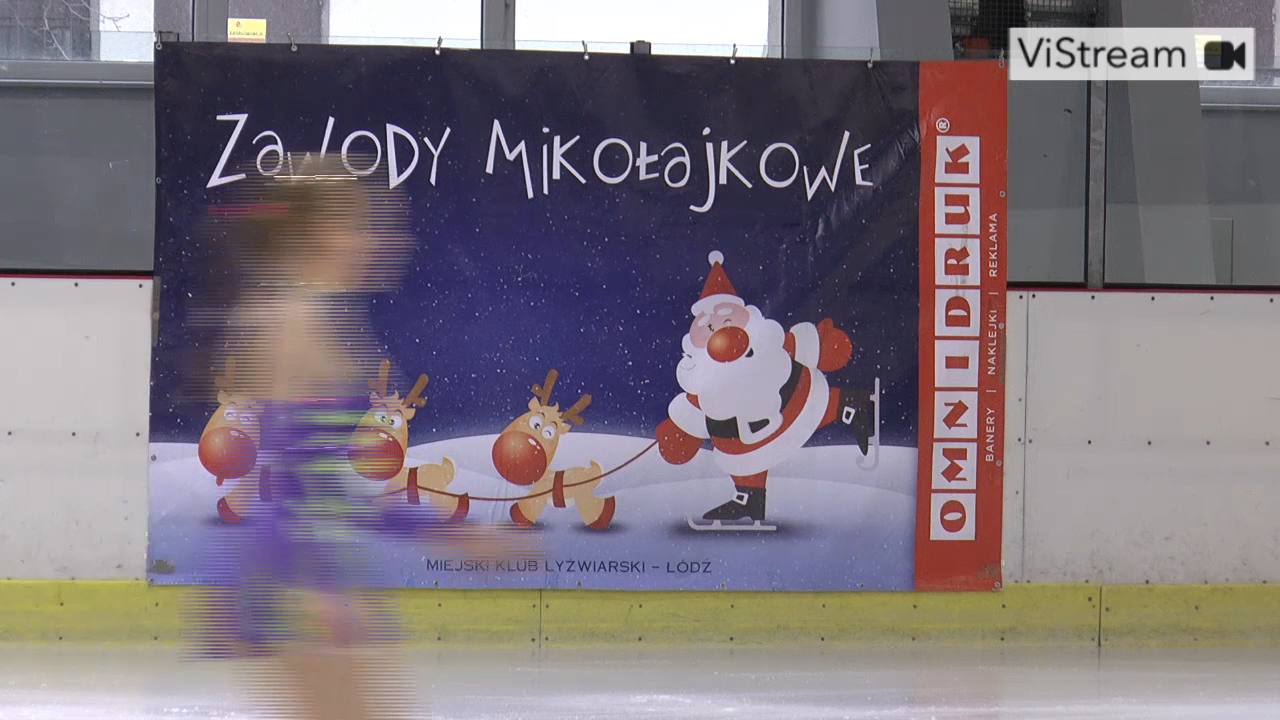 ViStream
ZawODY MiKOŁajKOWE
OMNIDRUK®
BANERY | NAKLEJKI | REKLAMA
MIEJSKI KLUB ŁYŻWIARSKI – ŁÓDŹ